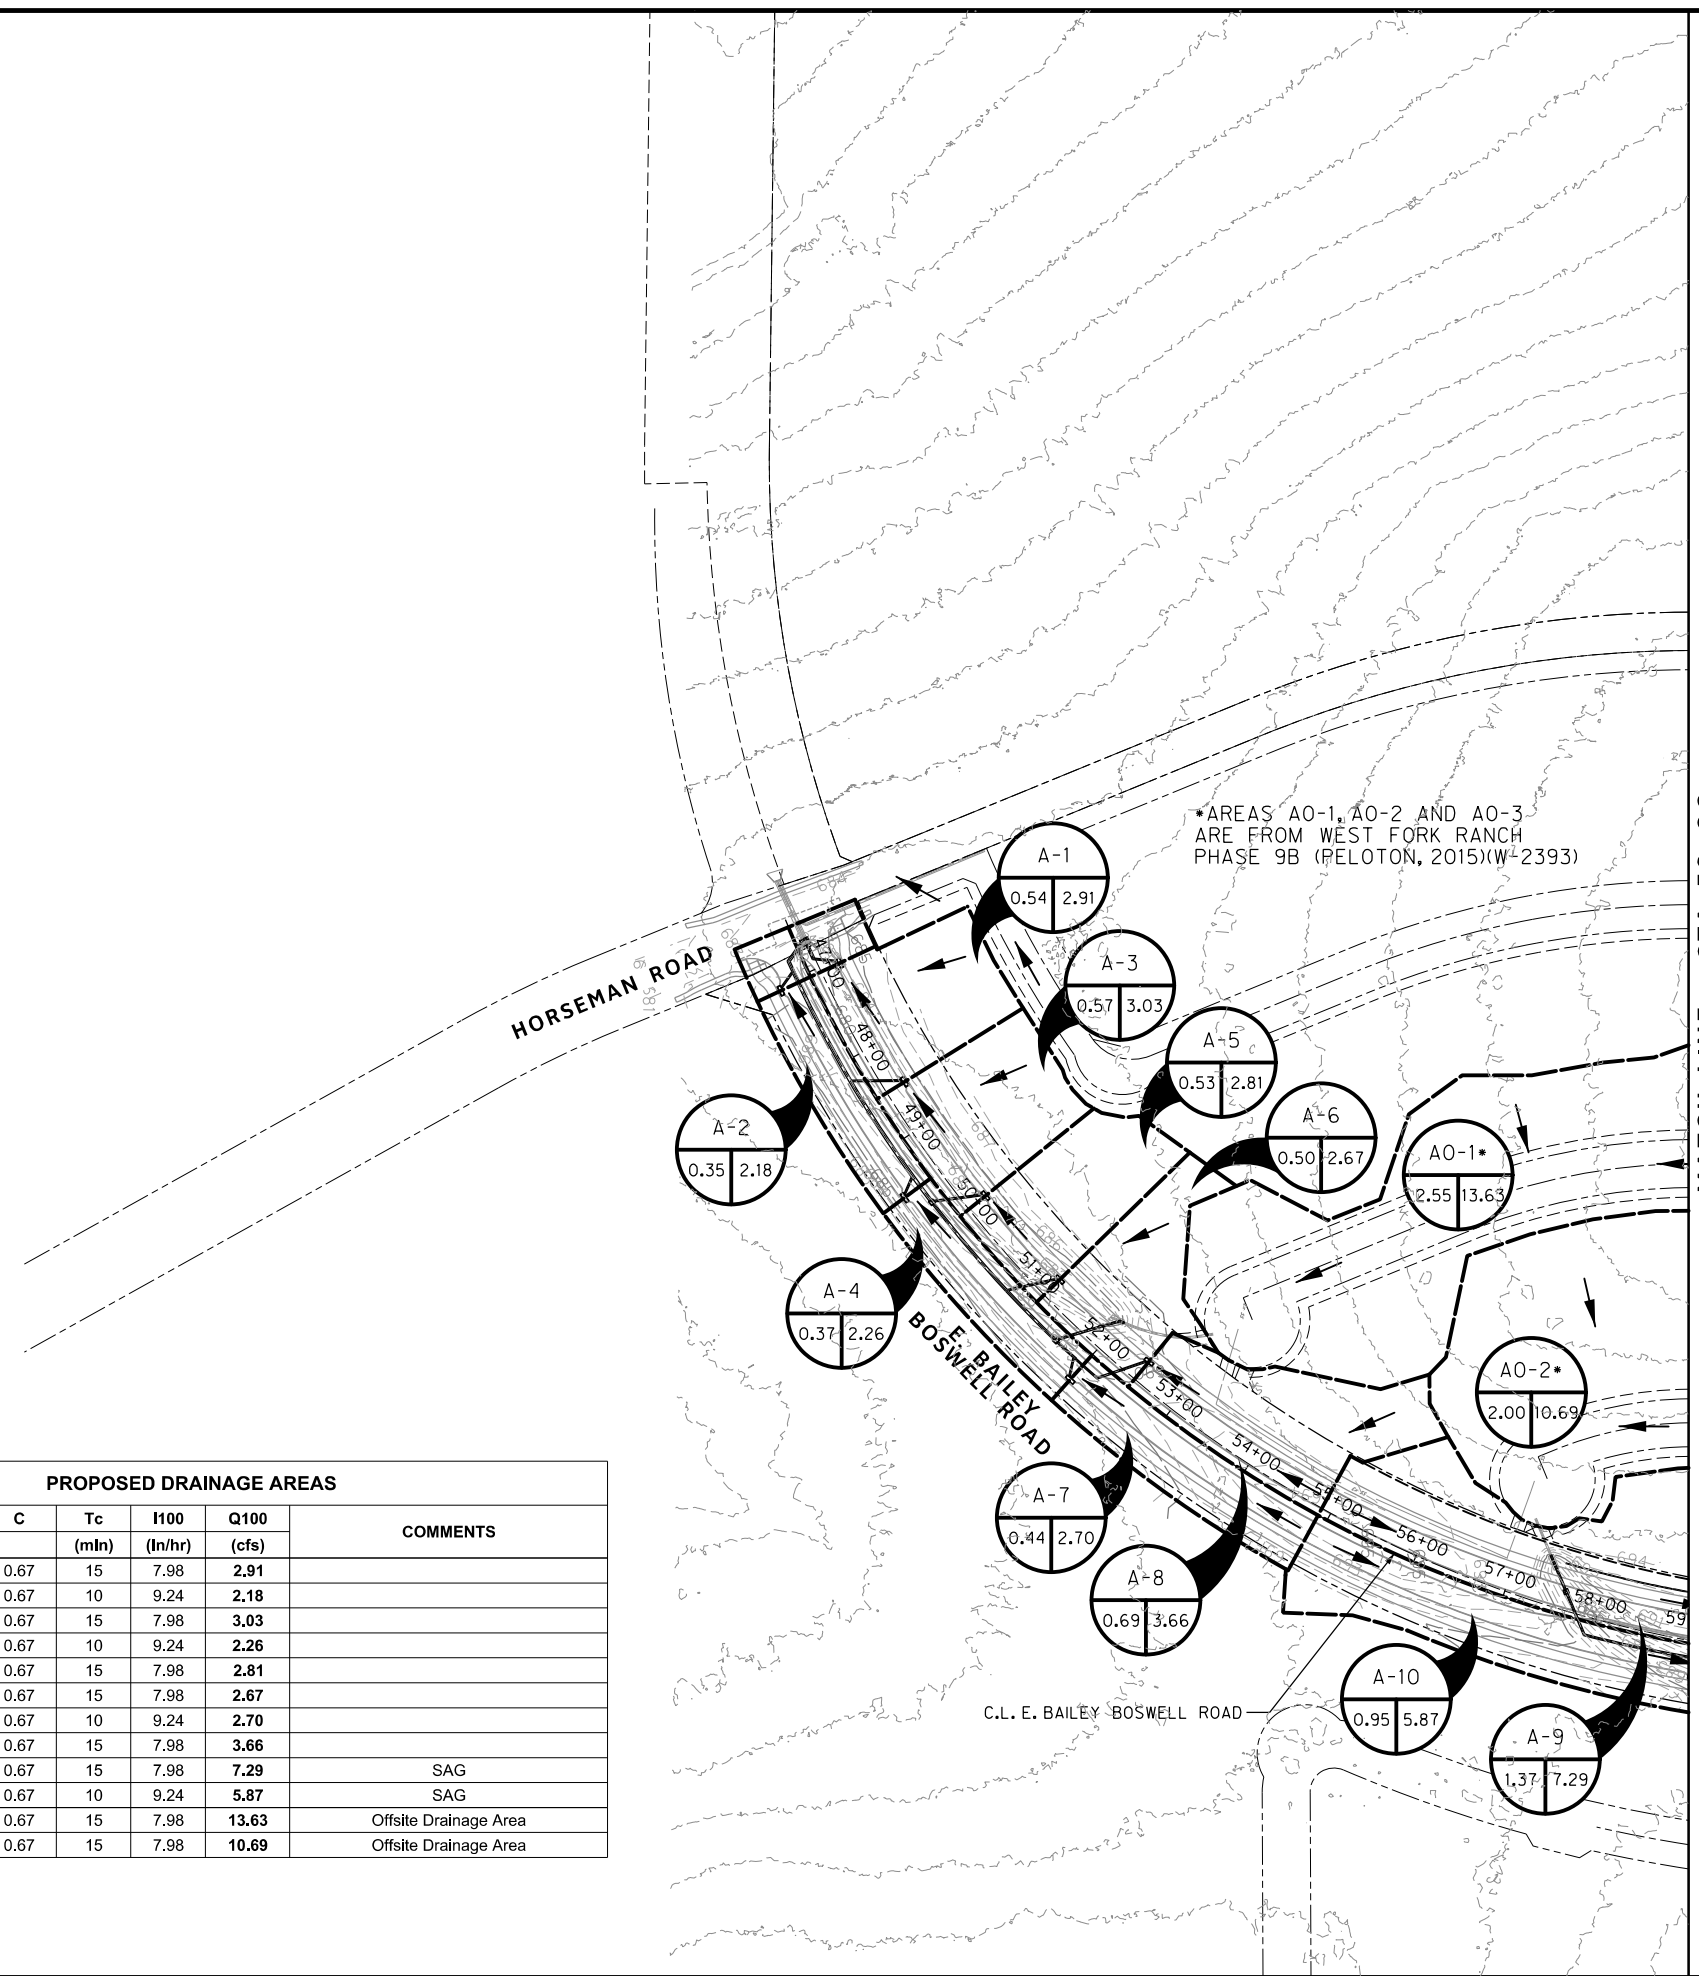 *AREAS AO-1, AO-2 AND AO-3
ARE FROM WEST FORK RANCH
PHASE 9B (PELOTON, 2015)(W-2393)
A-1
0.54 2.91
A-3
0.57 3.03
A-5
0.53 2.81
A-6
0.50 2.67
AO-1*
2.55 13.63
A-2
0.35 2.18
A-4
0.37 2.26
AO-2*
2.00 10.69
A-7
0.44 2.70
A-8
0.69 3.66
A-10
0.95 5.87
A-9
1.37 7.29
HORSEMAN ROAD
E. BAILEY
BOSWELL ROAD
C.L. E. BAILEY BOSWELL ROAD
47+00
48+00
49+00
50+00
51+00
52+00
53+00
54+00
55+00
56+00
57+00
58+00
59
684
685
686
687
694
PROPOSED DRAINAGE AREAS
C Tc I100 Q100 COMMENTS
(min) (in/hr) (cfs)
0.67 15 7.98 2.91
0.67 10 9.24 2.18
0.67 15 7.98 3.03
0.67 10 9.24 2.26
0.67 15 7.98 2.81
0.67 15 7.98 2.67
0.67 10 9.24 2.70
0.67 15 7.98 3.66
0.67 15 7.98 7.29 SAG
0.67 10 9.24 5.87 SAG
0.67 15 7.98 13.63 Offsite Drainage Area
0.67 15 7.98 10.69 Offsite Drainage Area